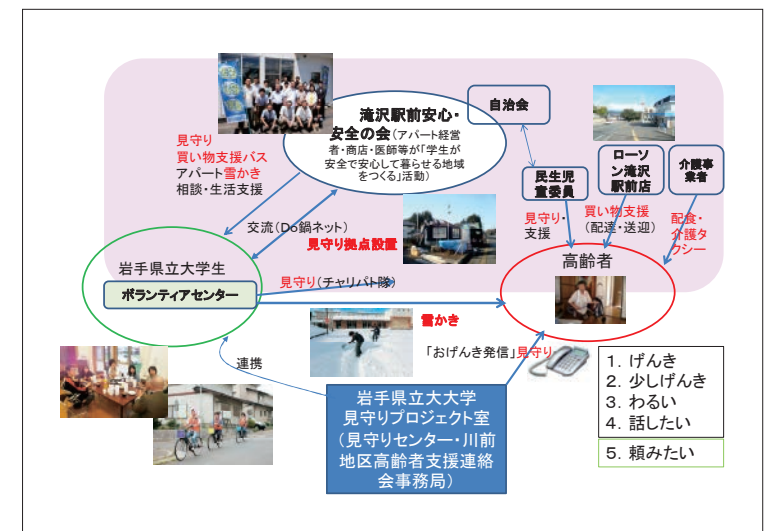 滝沢駅前安心・
安全の会(アパート経営
者・商店・医師等が「学生が
安全で安心して暮らせる地域
をつくる」活動)
自治会
見守り
買い物支援バス
アパート雪かき
相談・生活支援
民生児
童委員
ローソ
ン滝沢
駅前店
介護事
業者
見守り・
支援
買い物支援
(配達・送迎)
配食・
介護タ
クシー
交流(Do鍋ネット)
見守り拠点設置
岩手県立大学生
ボランティアセンター
見守り(チャリパト隊)
高齢者
雪かき
「おげんき発信」見守り
連携
岩手県立大大学
見守りプロジェクト室
(見守りセンター・川前
地区高齢者支援連絡
会事務局)
1. げんき
2. 少しげんき
3. わるい
4. 話したい
5. 頼みたい